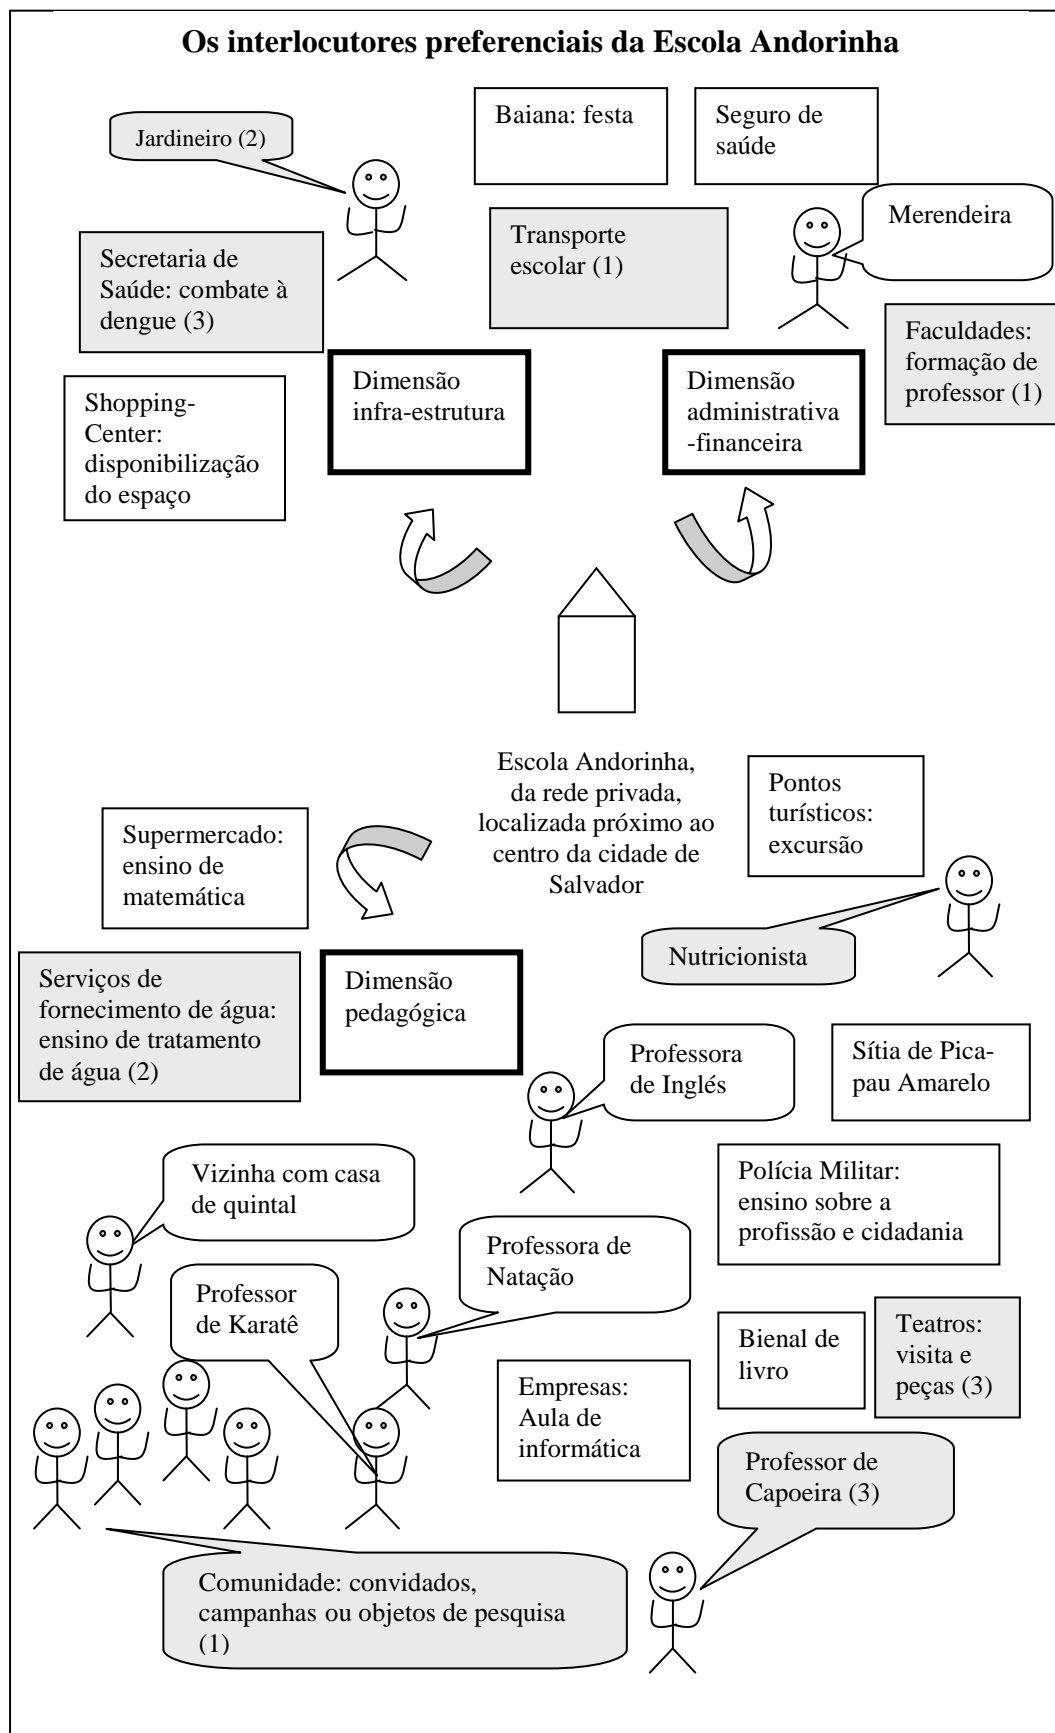 Os interlocutores preferenciais da Escola Andorinha
Baiana: festa
Seguro de
saúde
Jardineiro (2)
Merendeira
Transporte
escolar (1)
Secretaria de
Saúde: combate à
dengue (3)
Faculdades:
formação de
professor (1)
Dimensão
infra-estrutura
Dimensão
administrativa
-financeira
Shopping-
Center:
disponibilização
do espaço
Escola Andorinha,
da rede privada,
localizada próximo ao
centro da cidade de
Salvador
Pontos
turísticos:
excursão
Supermercado:
ensino de
matemática
Nutricionista
Serviços de
fornecimento de água:
ensino de tratamento
de água (2)
Dimensão
pedagógica
Professora
de Inglés
Sítia de Pica-
pau Amarelo
Vizinha com casa
de quintal
Polícia Militar:
ensino sobre a
profissão e cidadania
Professora de
Natação
Professor
de Karatê
Bienal de
livro
Teatros:
visita e
peças (3)
Empresas:
Aula de
informática
Professor de
Capoeira (3)
Comunidade: convidados,
campanhas ou objetos de pesquisa
(1)